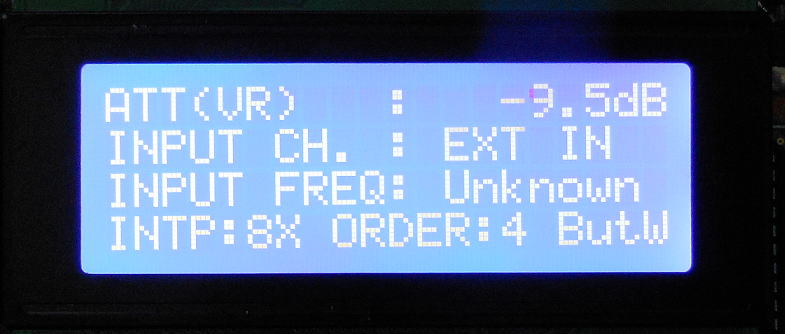 ATT(VR)   :   -9.5dB
INPUT CH. : EXT IN
INPUT FREQ: Unknown
INTP:8X ORDER:4 ButW